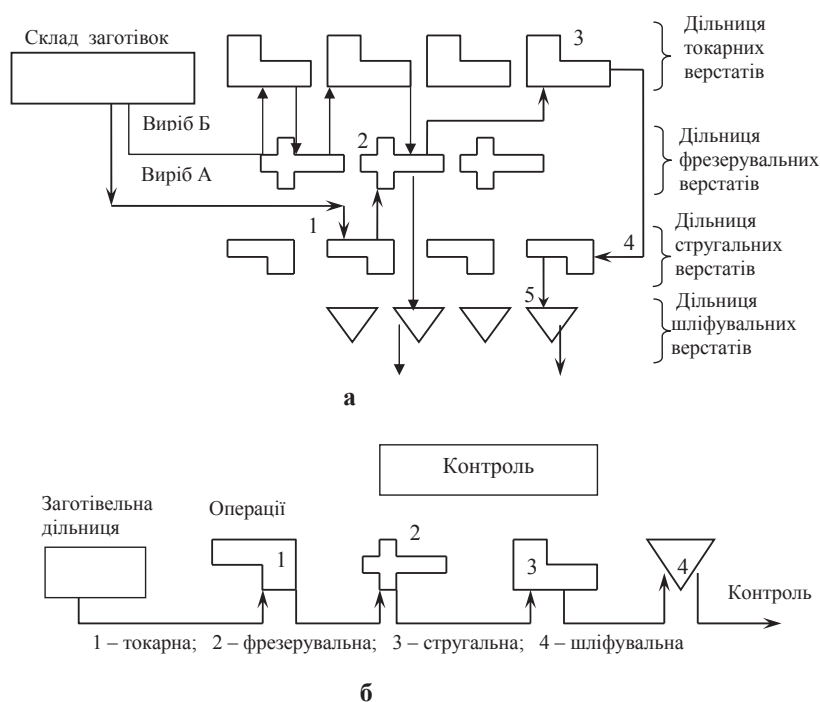 Склад заготівок
Виріб Б
Виріб А
1
2
3
4
5
Дільниця
токарних
верстатів
Дільниця
фрезерувальних
верстатів
Дільниця
стругальних
верстатів
Дільниця
шліфувальних
верстатів
а
Контроль
Заготівельна
дільниця
Операції
1
2
3
4
Контроль
1 – токарна; 2 – фрезерувальна; 3 – стругальна; 4 – шліфувальна
б